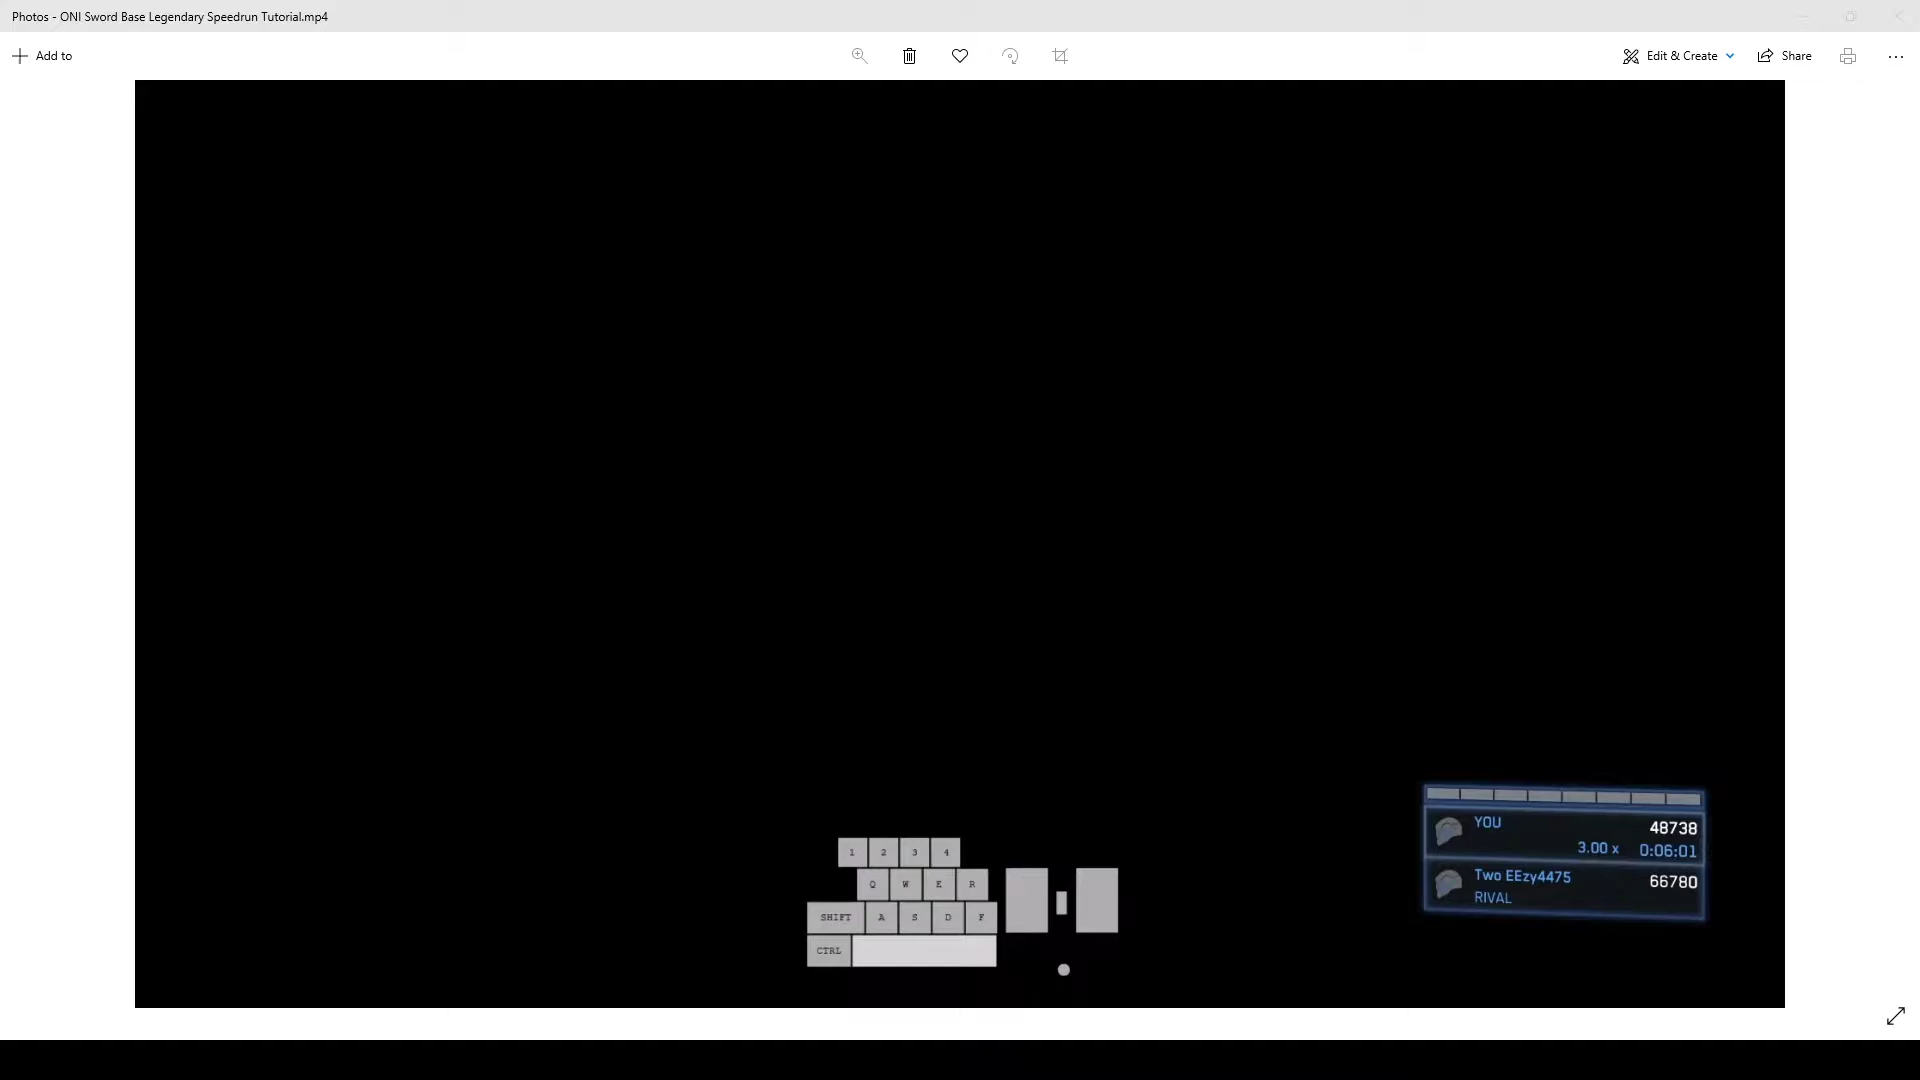 Photos - ONI Sword Base Legendary Speedrun Tutorial.mp4
Add to
Edit & Create
Share
YOU
48738
3.00 x 0:06:01
Two EEzy4475
66780
RIVAL
1 2 3 4
Q W E R
SHIFT A S D F
CTRL